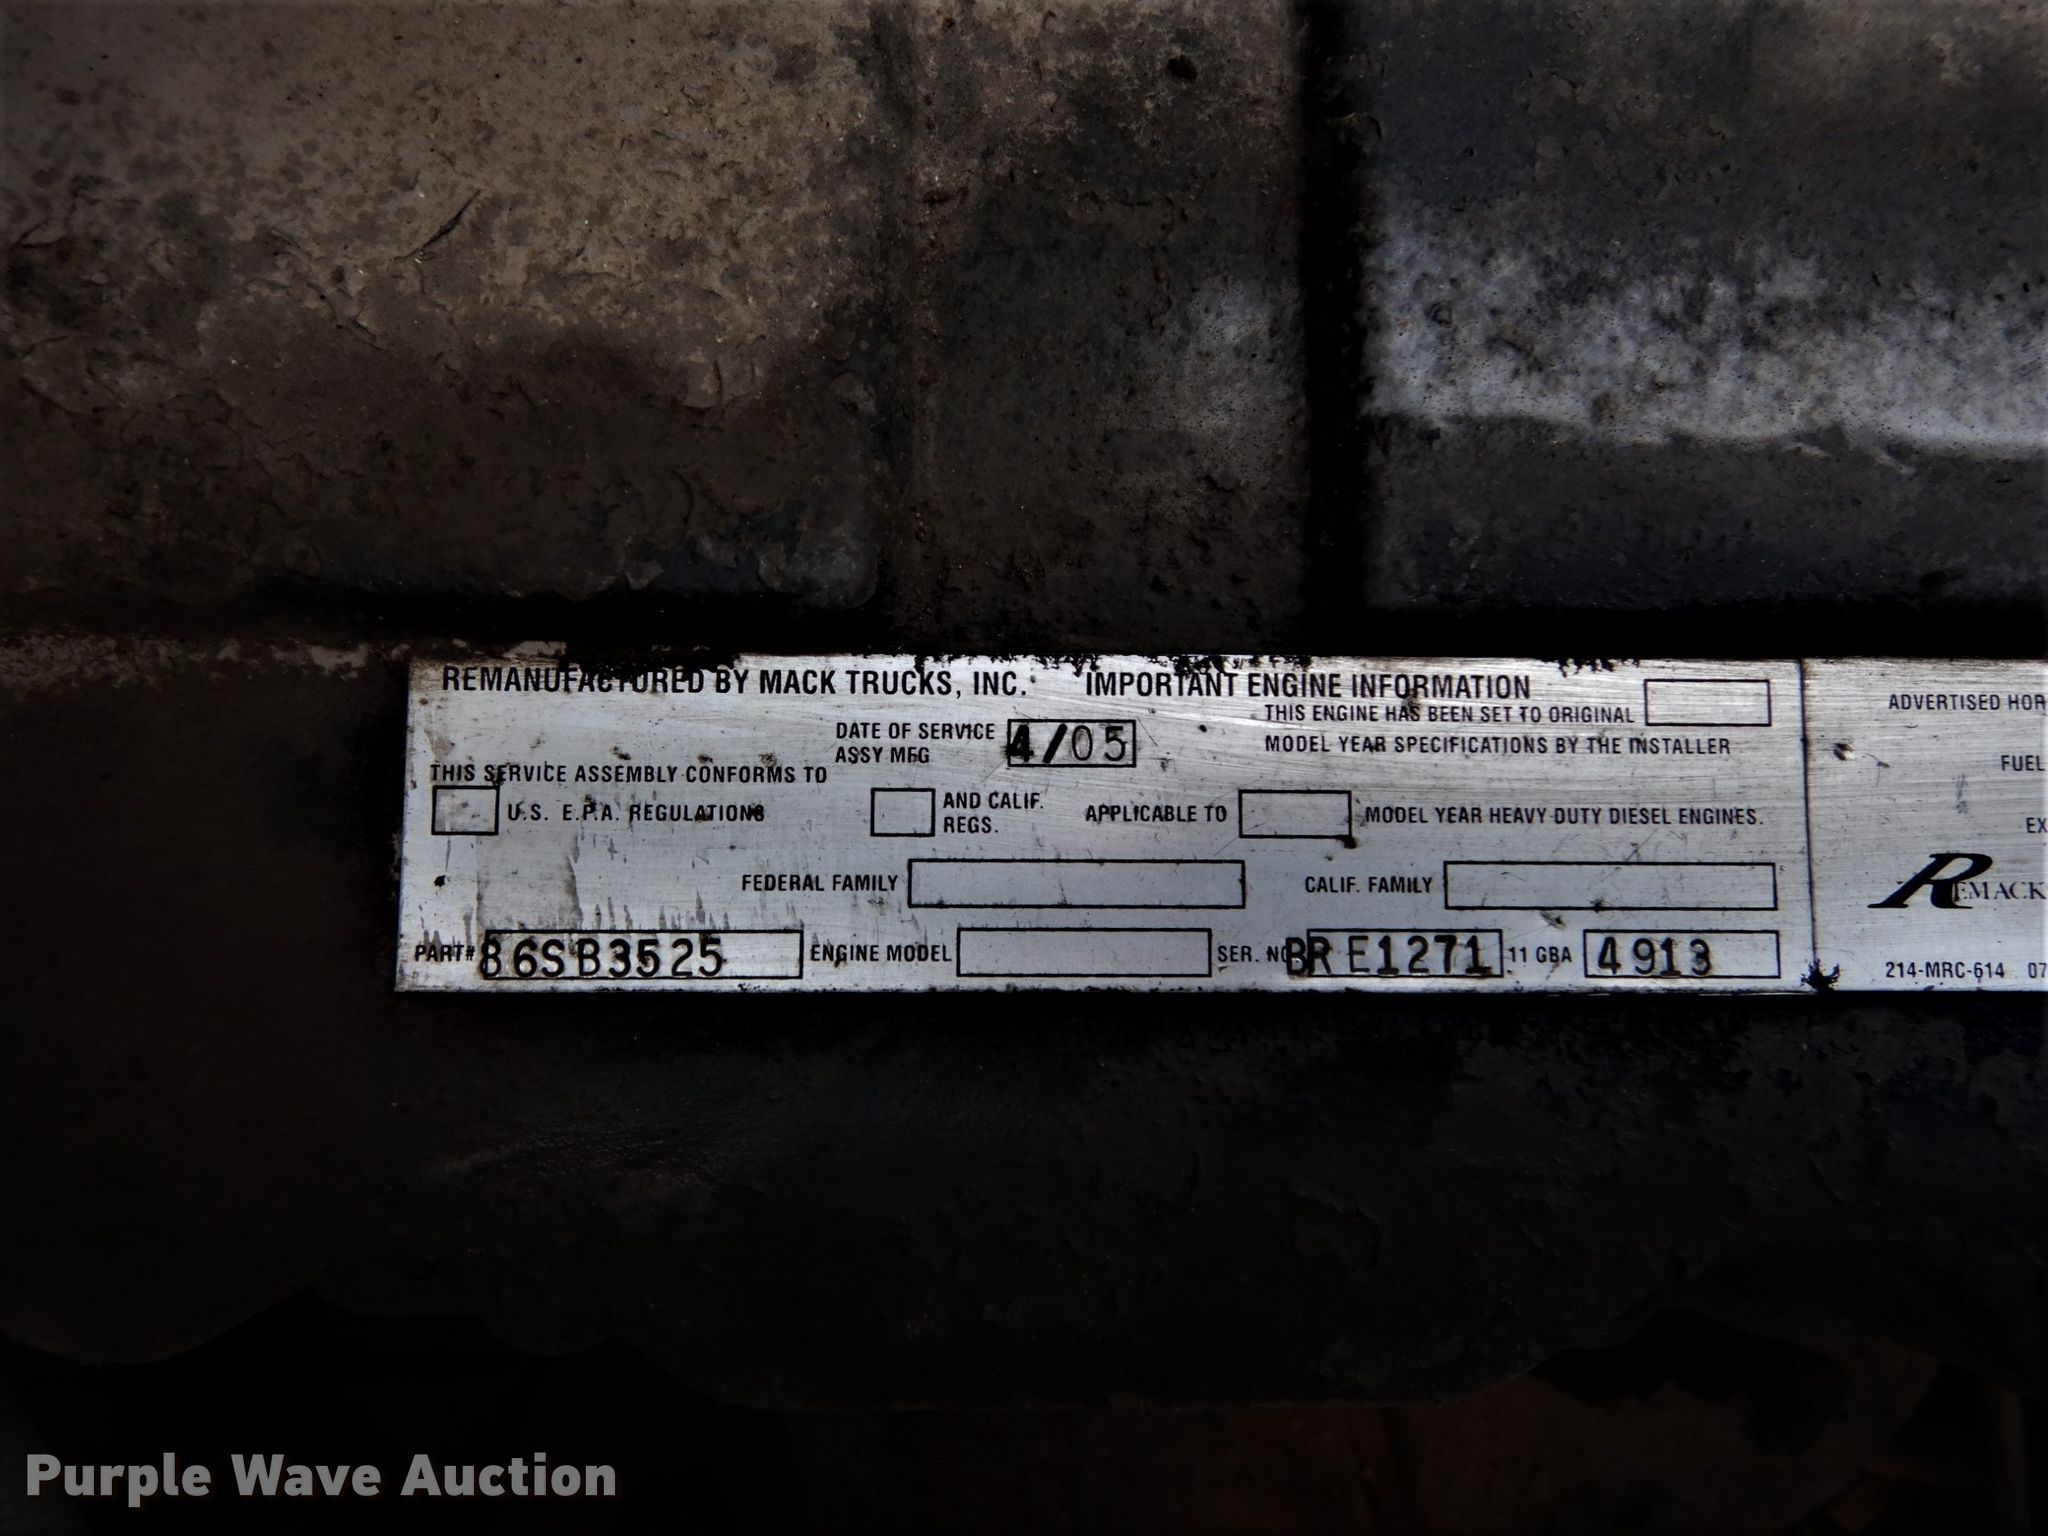 REMANUFACTURED BY MACK TRUCKS, INC. IMPORTANT ENGINE INFORMATION
THIS ENGINE HAS BEEN SET TO ORIGINAL
MODEL YEAR SPECIFICATIONS BY THE INSTALLER
DATE OF SERVICE
ASSY MFG
4/05
THIS SERVICE ASSEMBLY CONFORMS TO
U.S. E.P.A. REGULATIONS
AND CALIF.
REGS.
APPLICABLE TO
MODEL YEAR HEAVY DUTY DIESEL ENGINES.
FEDERAL FAMILY
CALIF. FAMILY
PART# 86SB3525 ENGINE MODEL SER. NO BRE1271 11 GBA 4913
ADVERTISED HOR
FUEL
EX
REMACK
214-MRC-614 07
Purple Wave Auction